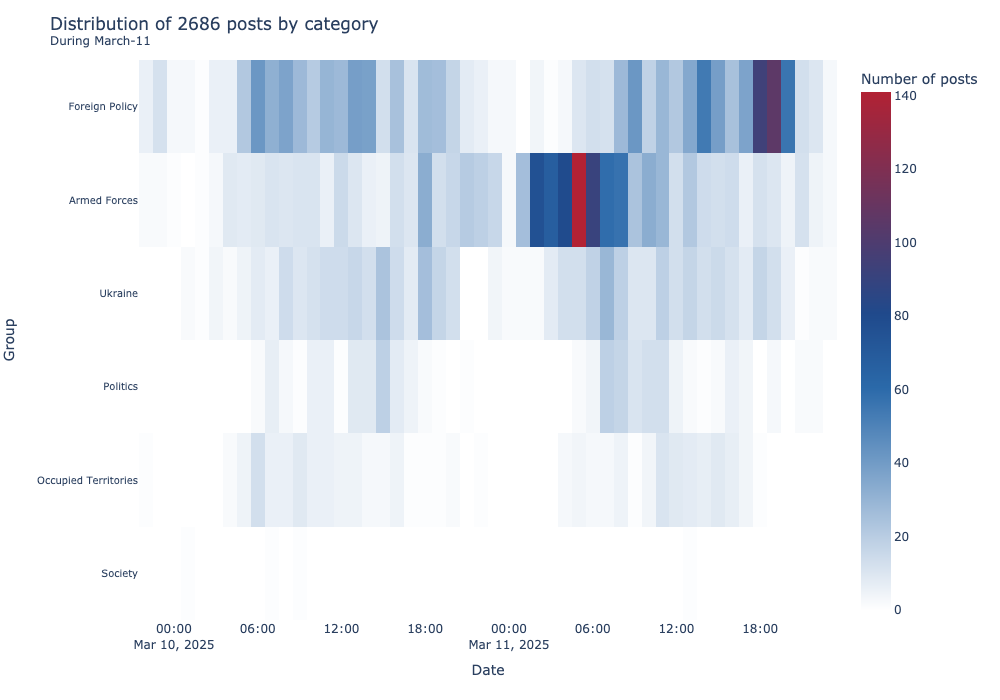 Distribution of 2686 posts by category
During March-11
Number of posts
140
120
100
80
60
40
20
0
Group
Foreign Policy
Armed Forces
Ukraine
Politics
Occupied Territories
Society
00:00 06:00 12:00 18:00 00:00 06:00 12:00 18:00
Mar 10, 2025 Mar 11, 2025
Date